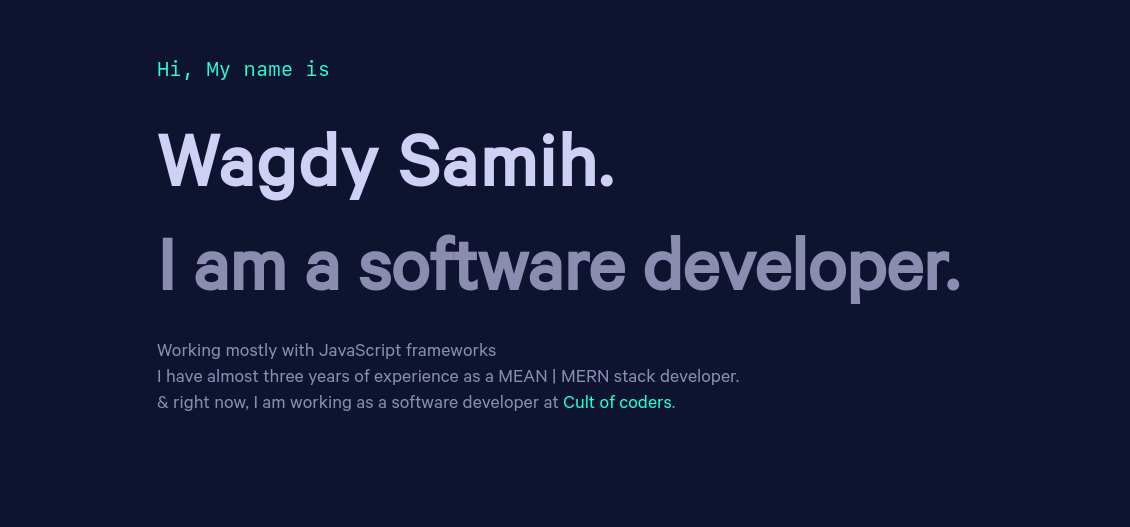 Hi, My name is
Wagdy Samih.
I am a software developer.
Working mostly with JavaScript frameworks
I have almost three years of experience as a MEAN | MERN stack developer.
& right now, I am working as a software developer at Cult of coders.